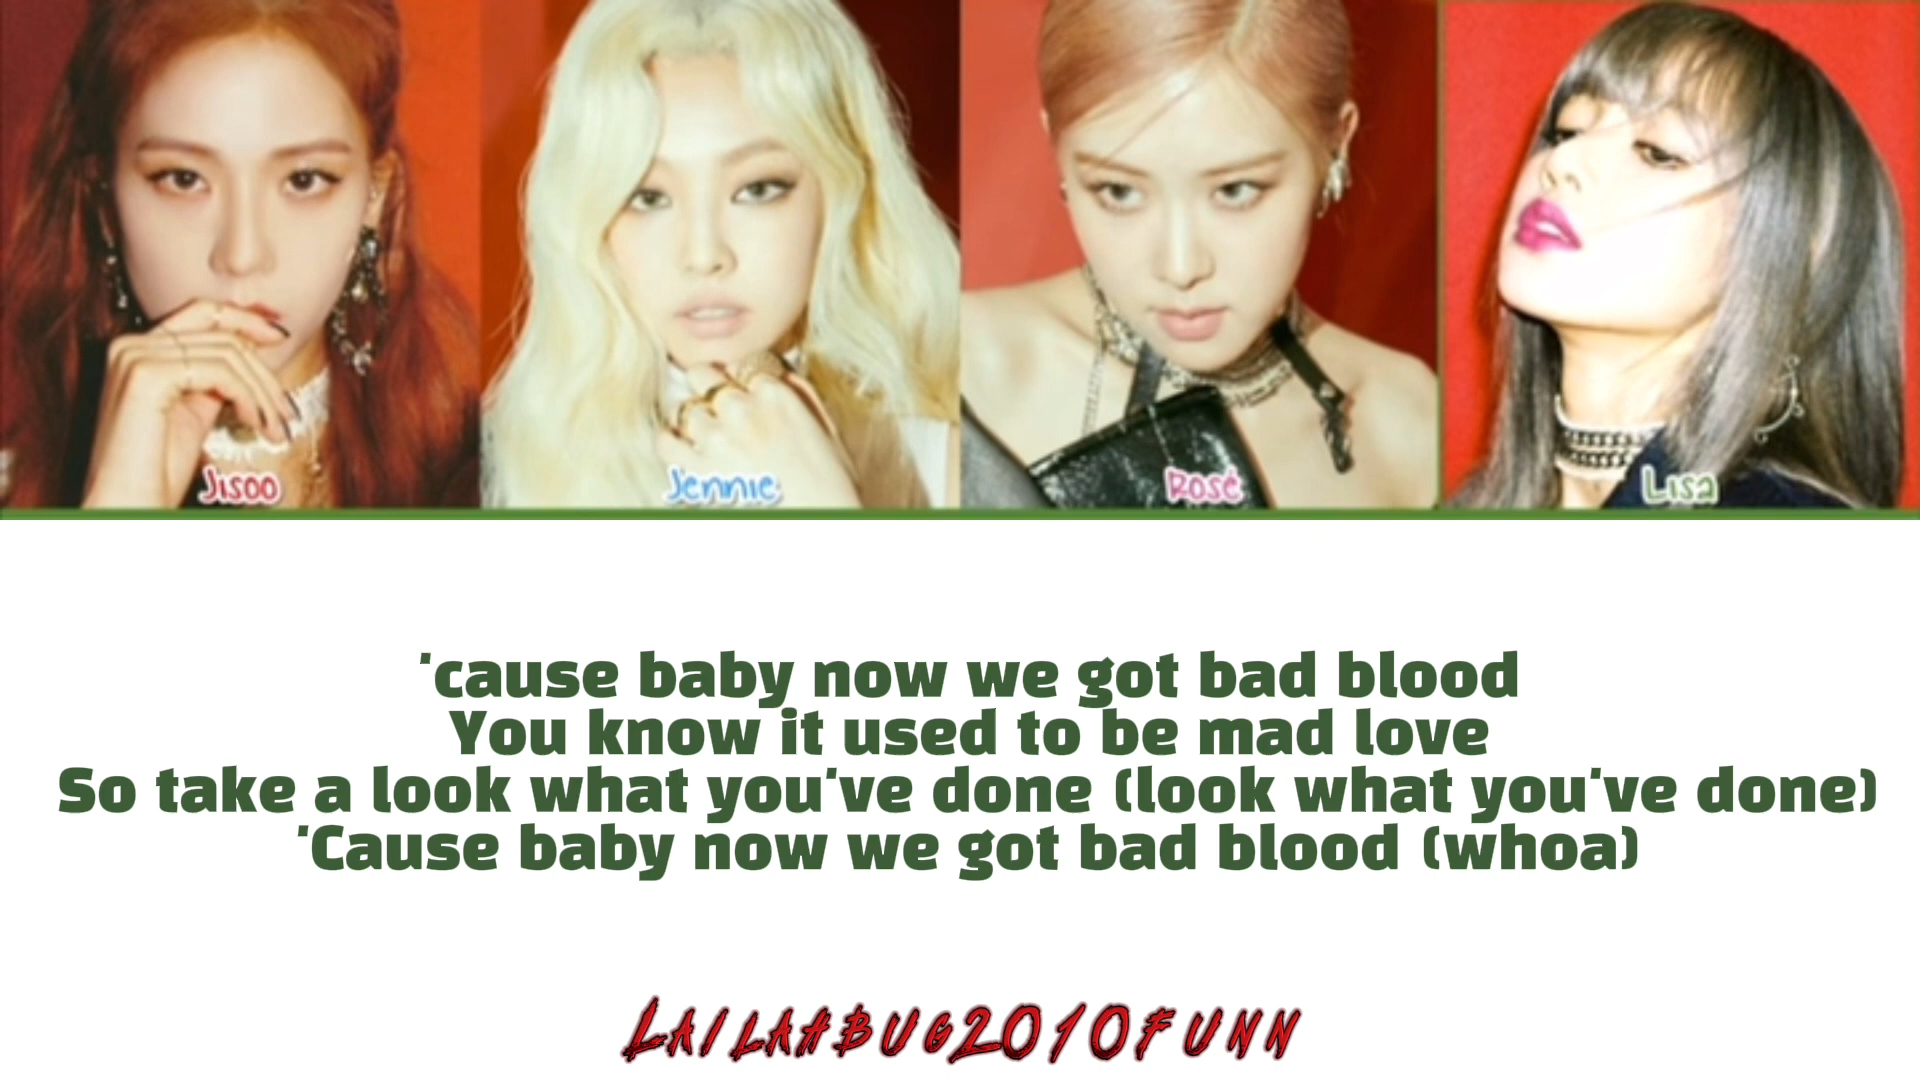 Jisoo
Jennie
Rosé
Lisa
'cause baby now we got bad blood
You know it used to be mad love
So take a look what you've done (look what you've done)
'Cause baby now we got bad blood (whoa)
Lailahbug2010funn